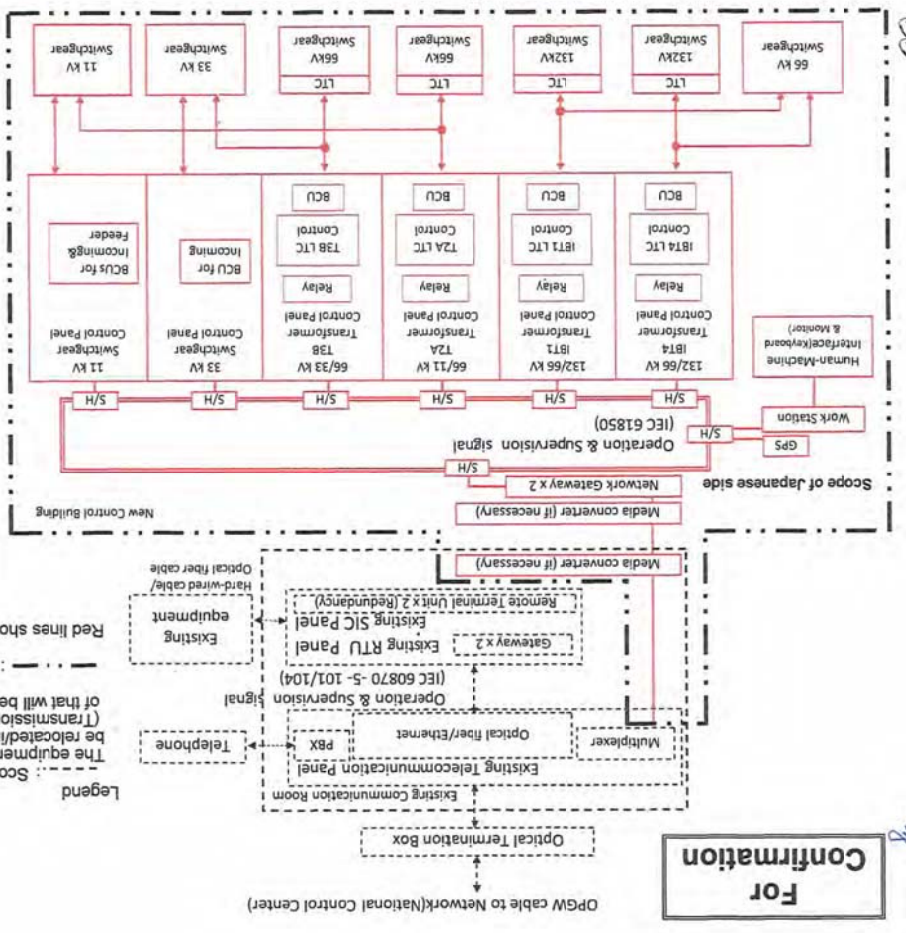 For
Confirmation
OPGW cable to Network(National Control Center)
Optical Termination Box
Existing Communication Room
Existing Telecommunication Panel
Multiplexer
Optical fiber/Ethernet
PBX
Telephone
Operation & Supervision Signal
(IEC 60870 -5- 101/104)
Gateway x 2
Existing RTU Panel
Existing SIC Panel
Remote Terminal Unit x 2 (Redundancy)
Existing
equipment
Hard-wired cable/
Optical fiber cable
Legend
: Sco
The equipmen
be relocated/i
(Transmissio
of that will be
:
Red lines sho
Media converter (if necessary)
Media converter (if necessary)
New Control Building
Network Gateway x 2
Scope of Japanese side
S/H
GPS
S/H
Work Station
Operation & Supervision signal
(IEC 61850)
Human-Machine
Interface(Keyboard
& Monitor)
S/H
S/H
S/H
S/H
S/H
S/H
132/66 kV
IBT4
Transformer
Control Panel
Relay
IBT4 LTC
Control
BCU
132/66 kV
IBT1
Transformer
Control Panel
Relay
IBT1 LTC
Control
BCU
66/11 kV
T2A
Transformer
Control Panel
Relay
T2A LTC
Control
BCU
66/33 kV
T3B
Transformer
Control Panel
Relay
T3B LTC
Control
BCU
33 kV
Switchgear
Control Panel
BCU for
Incoming
11 kV
Switchgear
Control Panel
BCUs for
Incoming&
Feeder
66 kV
Switchgear
LTC
132kV
Switchgear
LTC
132kV
Switchgear
LTC
66kV
Switchgear
LTC
66kV
Switchgear
33 kV
Switchgear
11 kV
Switchgear